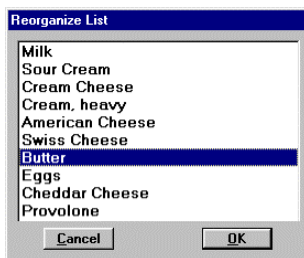 Reorganize List
Milk
Sour Cream
Cream Cheese
Cream, heavy
American Cheese
Swiss Cheese
Butter
Eggs
Cheddar Cheese
Provolone
Cancel OK